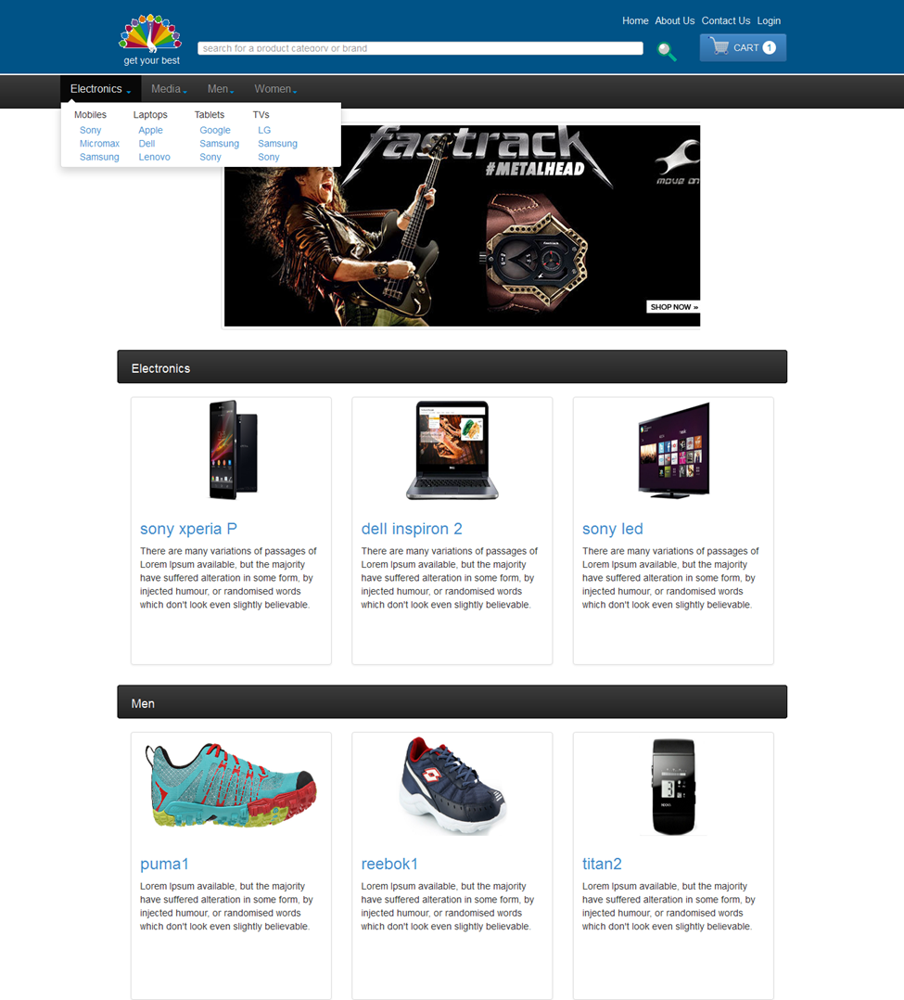 Home About Us Contact Us Login
get your best
search for a product category or brand
CART 1
Electronics Media Men Women
Mobiles Laptops Tablets TVs
Sony Apple Google LG
Micromax Dell Samsung Samsung
Samsung Lenovo Sony Sony
fastrack
#METALHEAD
MOVE ON
SHOP NOW »
Electronics
sony xperia P
There are many variations of passages of
Lorem Ipsum available, but the majority
have suffered alteration in some form, by
injected humour, or randomised words
which don't look even slightly believable.
dell inspiron 2
There are many variations of passages of
Lorem Ipsum available, but the majority
have suffered alteration in some form, by
injected humour, or randomised words
which don't look even slightly believable.
sony led
There are many variations of passages of
Lorem Ipsum available, but the majority
have suffered alteration in some form, by
injected humour, or randomised words
which don't look even slightly believable.
Men
puma1
Lorem Ipsum available, but the majority
have suffered alteration in some form, by
injected humour, or randomised words
which don't look even slightly believable.
reebok1
Lorem Ipsum available, but the majority
have suffered alteration in some form, by
injected humour, or randomised words
which don't look even slightly believable.
titan2
Lorem Ipsum available, but the majority
have suffered alteration in some form, by
injected humour, or randomised words
which don't look even slightly believable.